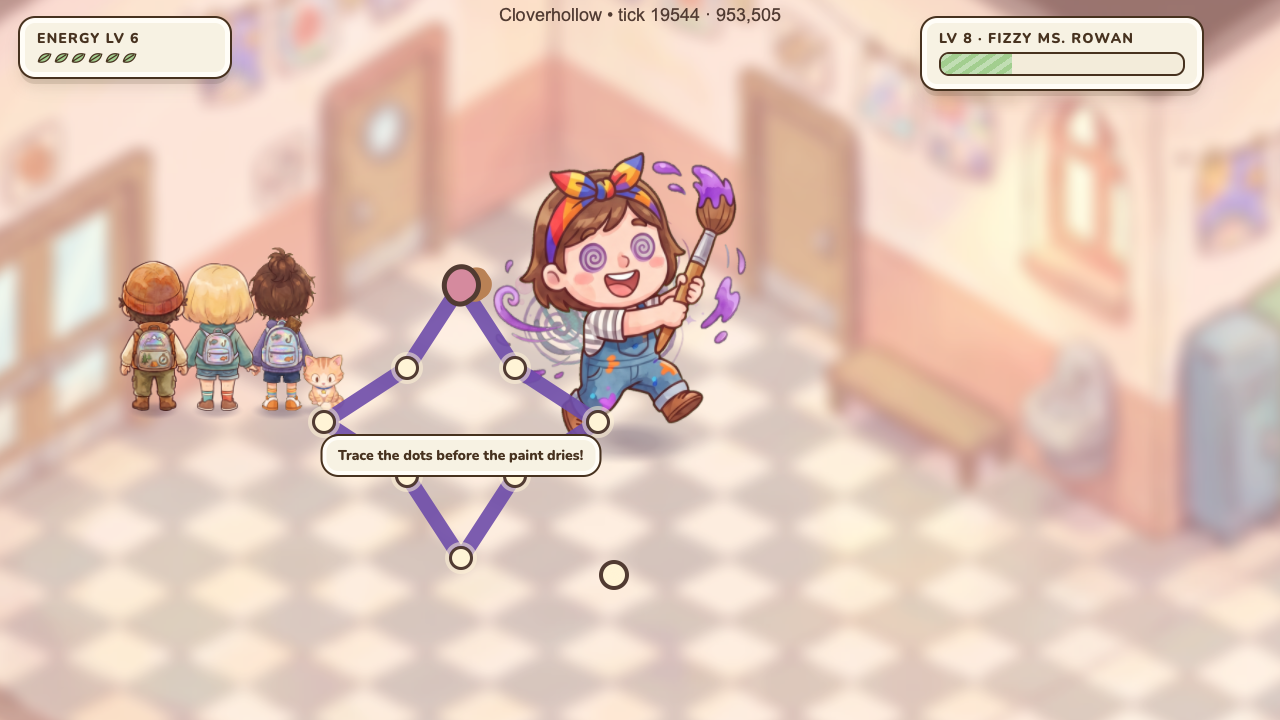 Cloverhollow • tick 19544 · 953,505
ENERGY LV 6
LV 8 · FIZZY MS. ROWAN
Trace the dots before the paint dries!